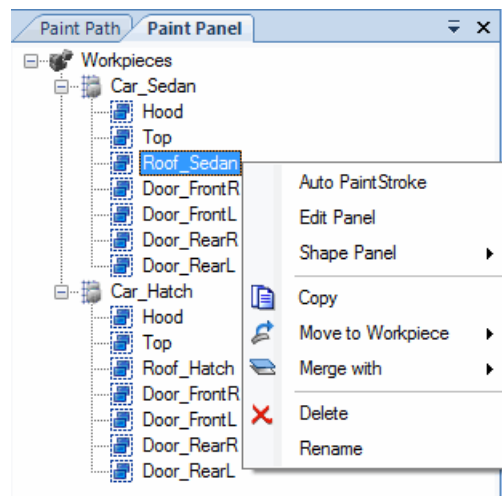 Paint Path
Paint Panel
Workpieces
Car_Sedan
Hood
Top
Roof_Sedan
Door_FrontR
Door_FrontL
Door_RearR
Door_RearL
Car_Hatch
Hood
Top
Roof_Hatch
Door_FrontR
Door_FrontL
Door_RearR
Door_RearL
Auto PaintStroke
Edit Panel
Shape Panel
Copy
Move to Workpiece
Merge with
Delete
Rename